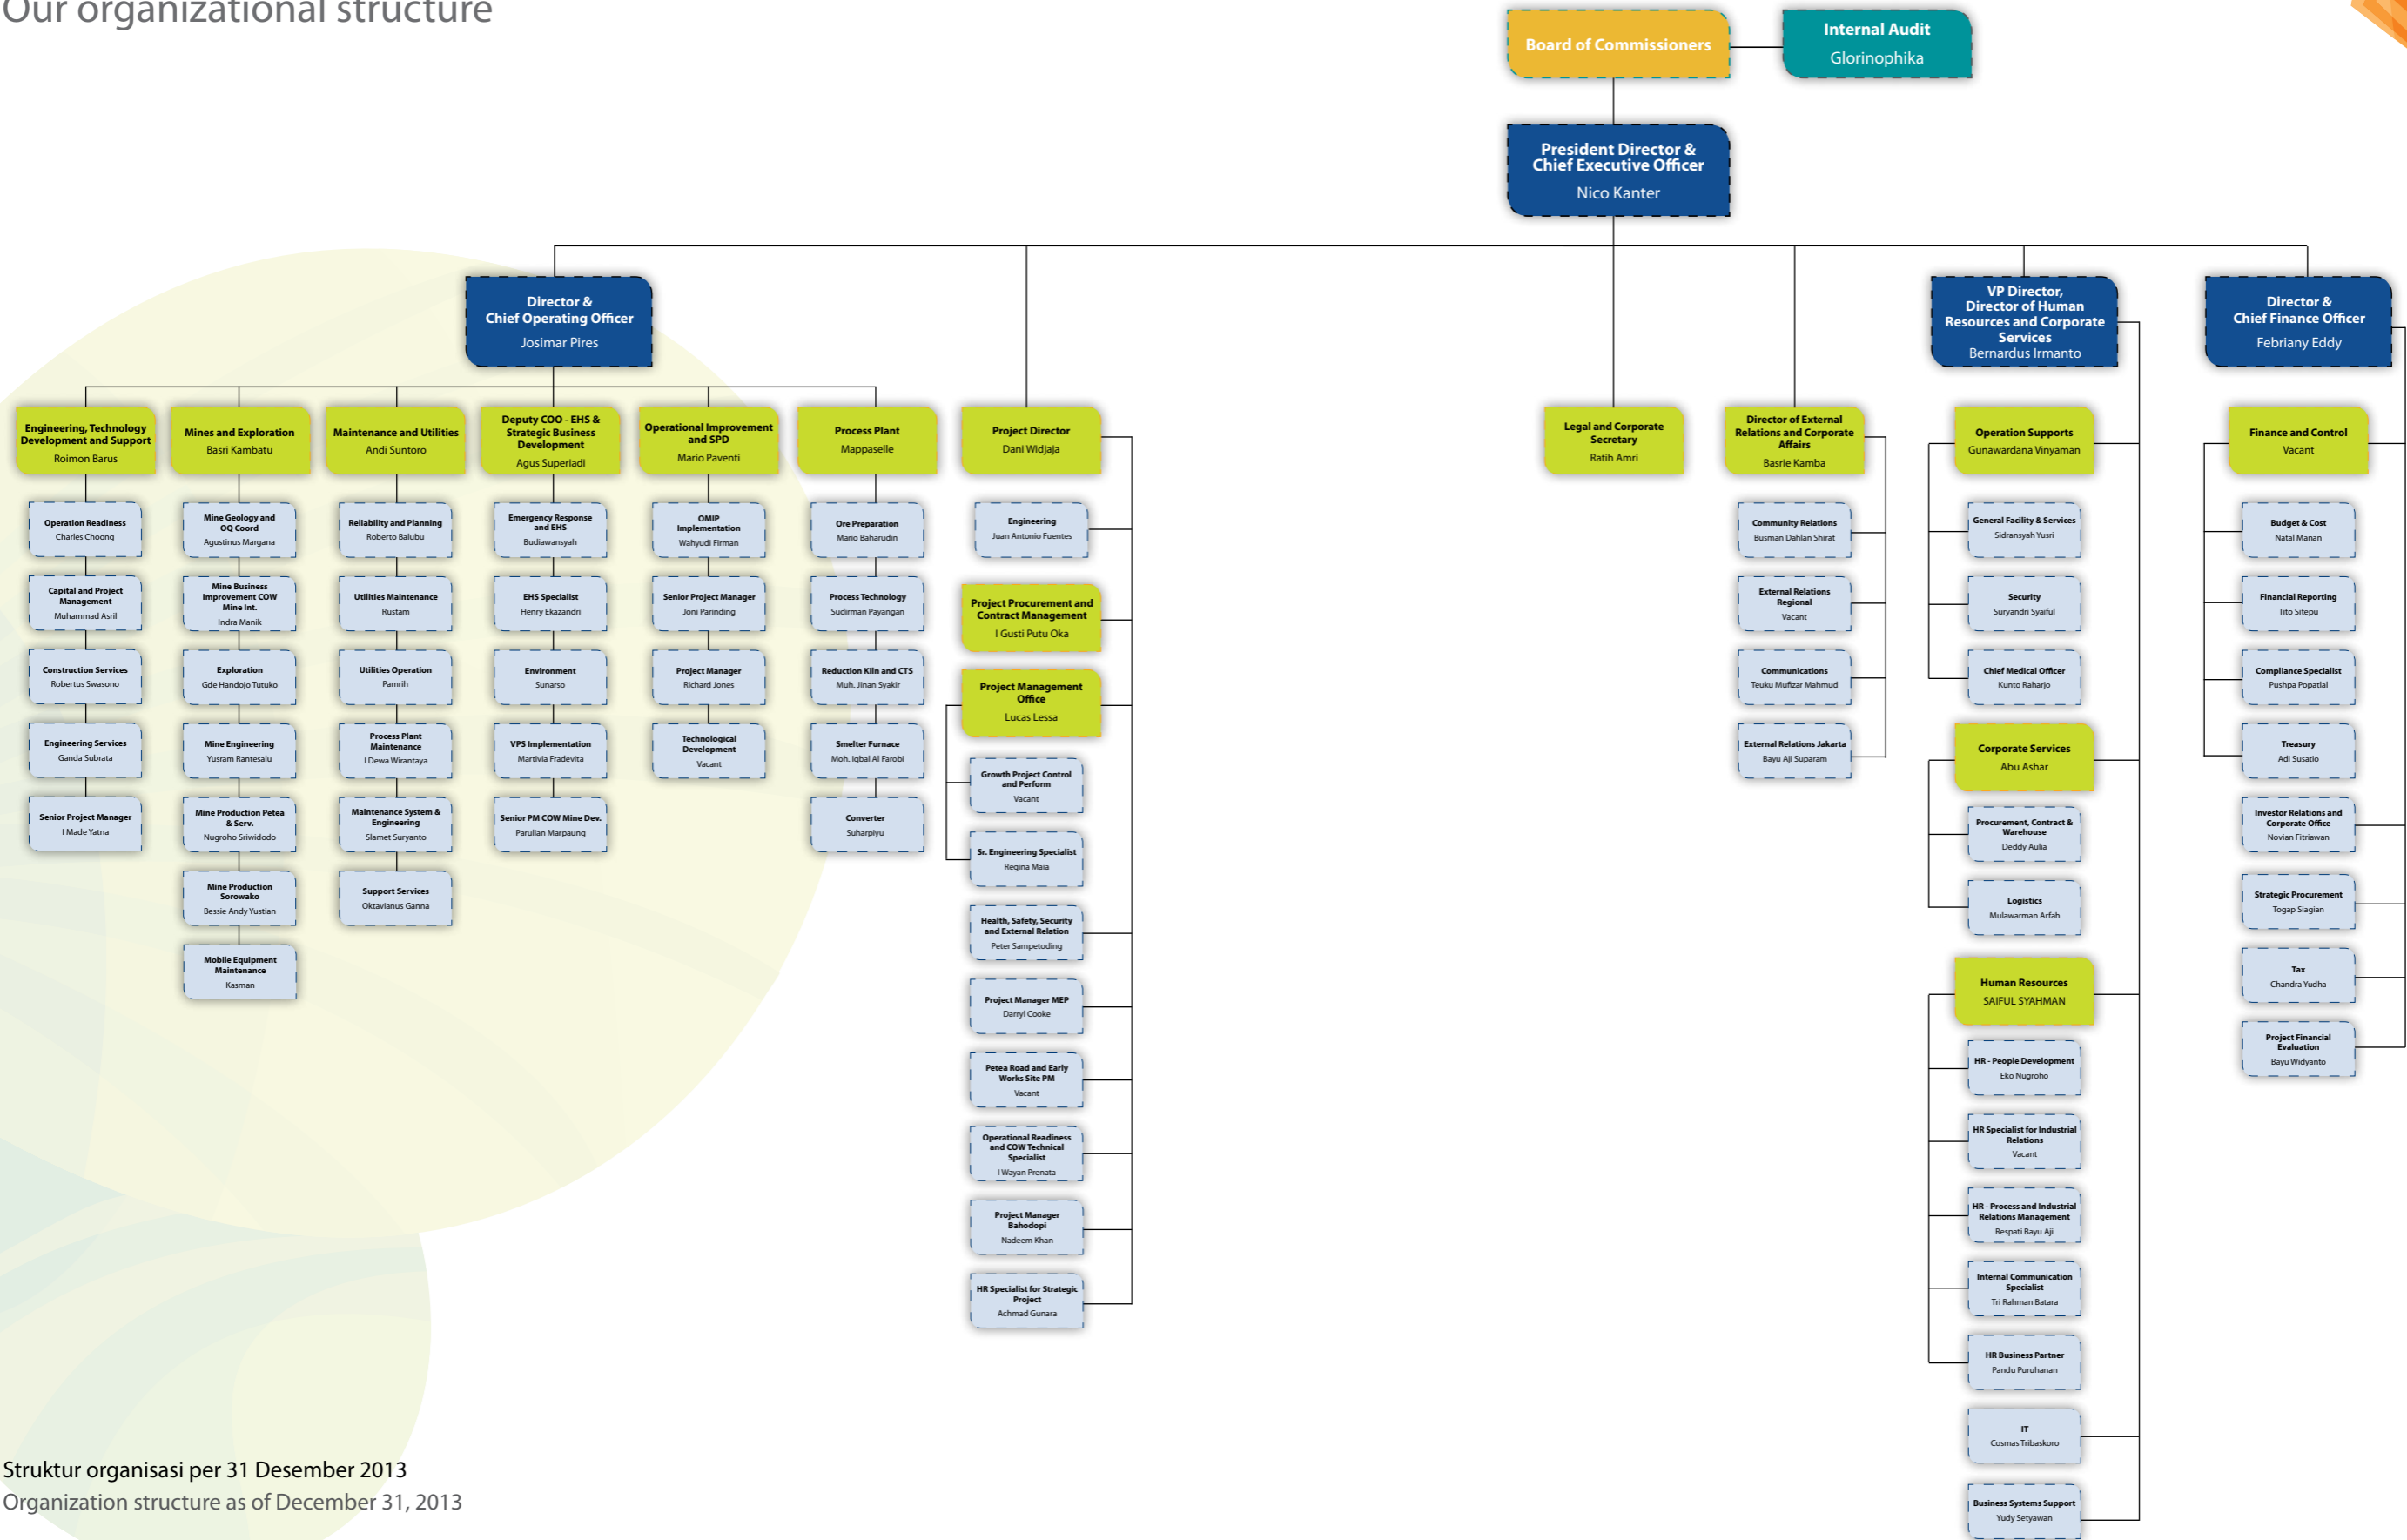 Our organizational structure
Board of Commissioners
Internal Audit
Glorinophika
President Director &
Chief Executive Officer
Nico Kanter
Director &
Chief Operating Officer
Josimar Pires
VP Director,
Director of Human
Resources and Corporate
Services
Bernardus Irmanto
Director &
Chief Finance Officer
Febriany Eddy
Engineering, Technology
Development and Support
Roimon Barus
Operation Readiness
Charles Choong
Capital and Project
Management
Muhammad Asril
Construction Services
Robertus Swasono
Engineering Services
Ganda Subrata
Senior Project Manager
I Made Yatna
Mines and Exploration
Basri Kambatu
Mine Geology and
OQ Coord
Agustinus Margana
Mine Business
Improvement COW
Mine Int.
Indra Manik
Exploration
Gde Handojo Tutuko
Mine Engineering
Yusram Rantesalu
Mine Production Petea
& Serv.
Nugroho Sriwidodo
Mine Production
Sorowako
Bessie Andy Yustian
Mobile Equipment
Maintenance
Kasman
Maintenance and Utilities
Andi Suntoro
Reliability and Planning
Roberto Balubu
Utilities Maintenance
Rustam
Utilities Operation
Pamrih
Process Plant
Maintenance
I Dewa Wirantaya
Maintenance System &
Engineering
Slamet Suryanto
Support Services
Oktavianus Ganna
Deputy COO - EHS &
Strategic Business
Development
Agus Superiadi
Emergency Response
and EHS
Budiawansyah
EHS Specialist
Henry Ekazandri
Environment
Sunarso
VPS Implementation
Martivia Fradevita
Senior PM COW Mine Dev.
Parulian Marpaung
Operational Improvement
and SPD
Mario Paventi
OMIP
Implementation
Wahyudi Firman
Senior Project Manager
Joni Parinding
Project Manager
Richard Jones
Technological
Development
Vacant
Process Plant
Mappaselle
Ore Preparation
Mario Baharudin
Process Technology
Sudirman Payangan
Reduction Kiln and CTS
Muh. Jinan Syakir
Smelter Furnace
Moh. Iqbal Al Farobi
Converter
Suharpiyu
Project Director
Dani Widjaja
Engineering
Juan Antonio Fuentes
Project Procurement and
Contract Management
I Gusti Putu Oka
Project Management
Office
Lucas Lessa
Growth Project Control
and Perform
Vacant
Sr. Engineering Specialist
Regina Maia
Health, Safety, Security
and External Relation
Peter Sampetoding
Project Manager MEP
Darryl Cooke
Petea Road and Early
Works Site PM
Vacant
Operational Readiness
and COW Technical
Specialist
I Wayan Prenata
Project Manager
Bahodopi
Nadeem Khan
HR Specialist for Strategic
Project
Achmad Gunara
Legal and Corporate
Secretary
Ratih Amri
Director of External
Relations and Corporate
Affairs
Basrie Kamba
Community Relations
Busman Dahlan Shirat
External Relations
Regional
Vacant
Communications
Teuku Mufizar Mahmud
External Relations Jakarta
Bayu Aji Suparam
Operation Supports
Gunawardana Vinyaman
General Facility & Services
Sidransyah Yusri
Security
Suryandri Syaiful
Chief Medical Officer
Kunto Raharjo
Corporate Services
Abu Ashar
Procurement, Contract &
Warehouse
Deddy Aulia
Logistics
Mulawarman Arfah
Human Resources
SAIFUL SYAHMAN
HR - People Development
Eko Nugroho
HR Specialist for Industrial
Relations
Vacant
HR - Process and Industrial
Relations Management
Respati Bayu Aji
Internal Communication
Specialist
Tri Rahman Batara
HR Business Partner
Pandu Puruhanan
IT
Cosmas Tribaskoro
Business Systems Support
Yudy Setyawan
Finance and Control
Vacant
Budget & Cost
Natal Manan
Financial Reporting
Tito Sitepu
Compliance Specialist
Pushpa Popatlal
Treasury
Adi Susatio
Investor Relations and
Corporate Office
Novian Fitriawan
Strategic Procurement
Togap Siagian
Tax
Chandra Yudha
Project Financial
Evaluation
Bayu Widyanto
Struktur organisasi per 31 Desember 2013
Organization structure as of December 31, 2013